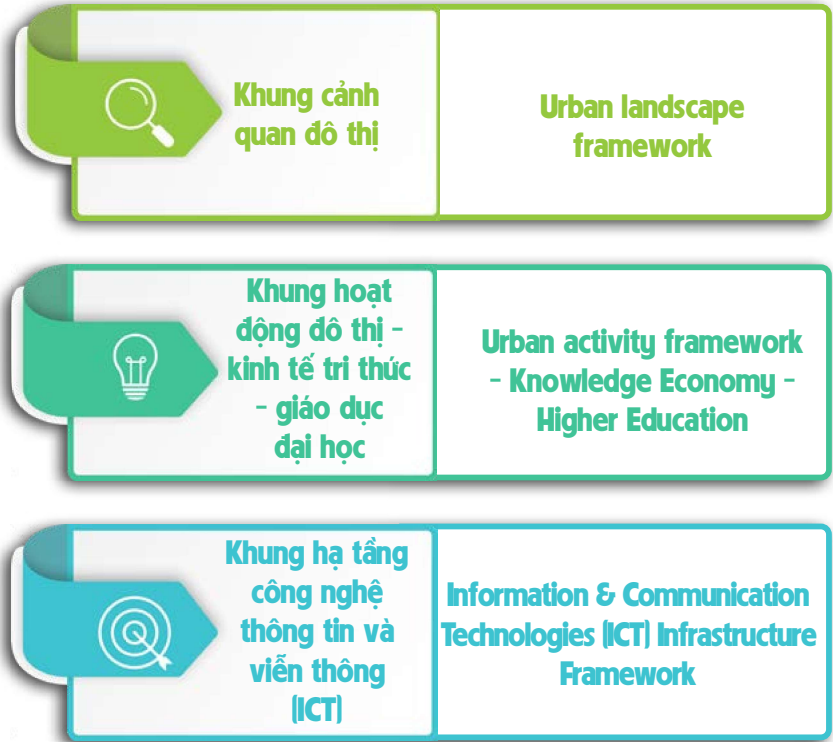 Khung cảnh
quan đô thị
Urban landscape
framework
Khung hoạt
động đô thị -
kinh tế tri thức
- giáo dục
đại học
Urban activity framework
- Knowledge Economy -
Higher Education
Khung hạ tầng
công nghệ
thông tin và
viễn thông
(ICT)
Information & Communication
Technologies (ICT) Infrastructure
Framework